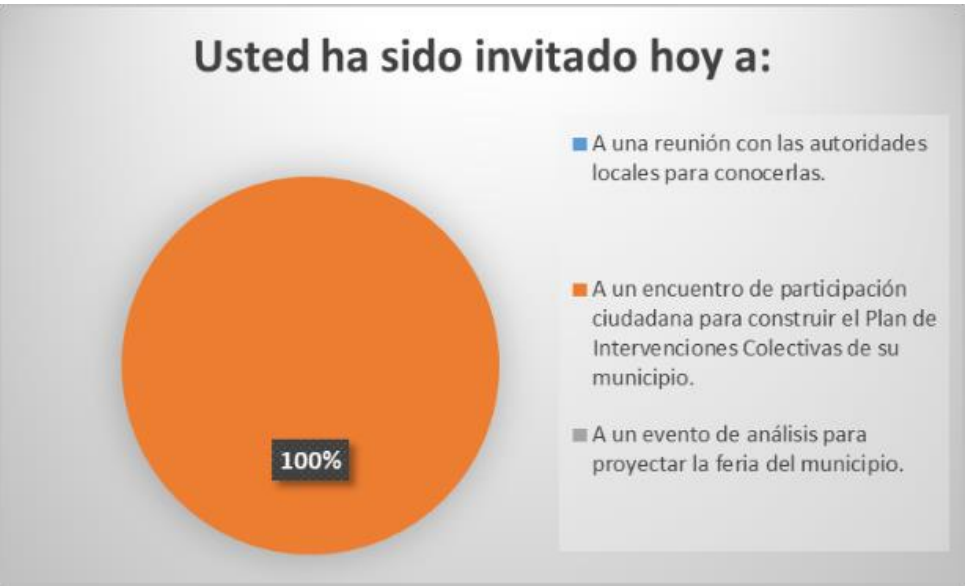 Usted ha sido invitado hoy a:
A una reunión con las autoridades
locales para conocerlas.
A un encuentro de participación
ciudadana para construir el Plan de
Intervenciones Colectivas de su
municipio.
A un evento de análisis para
proyectar la feria del municipio.
100%